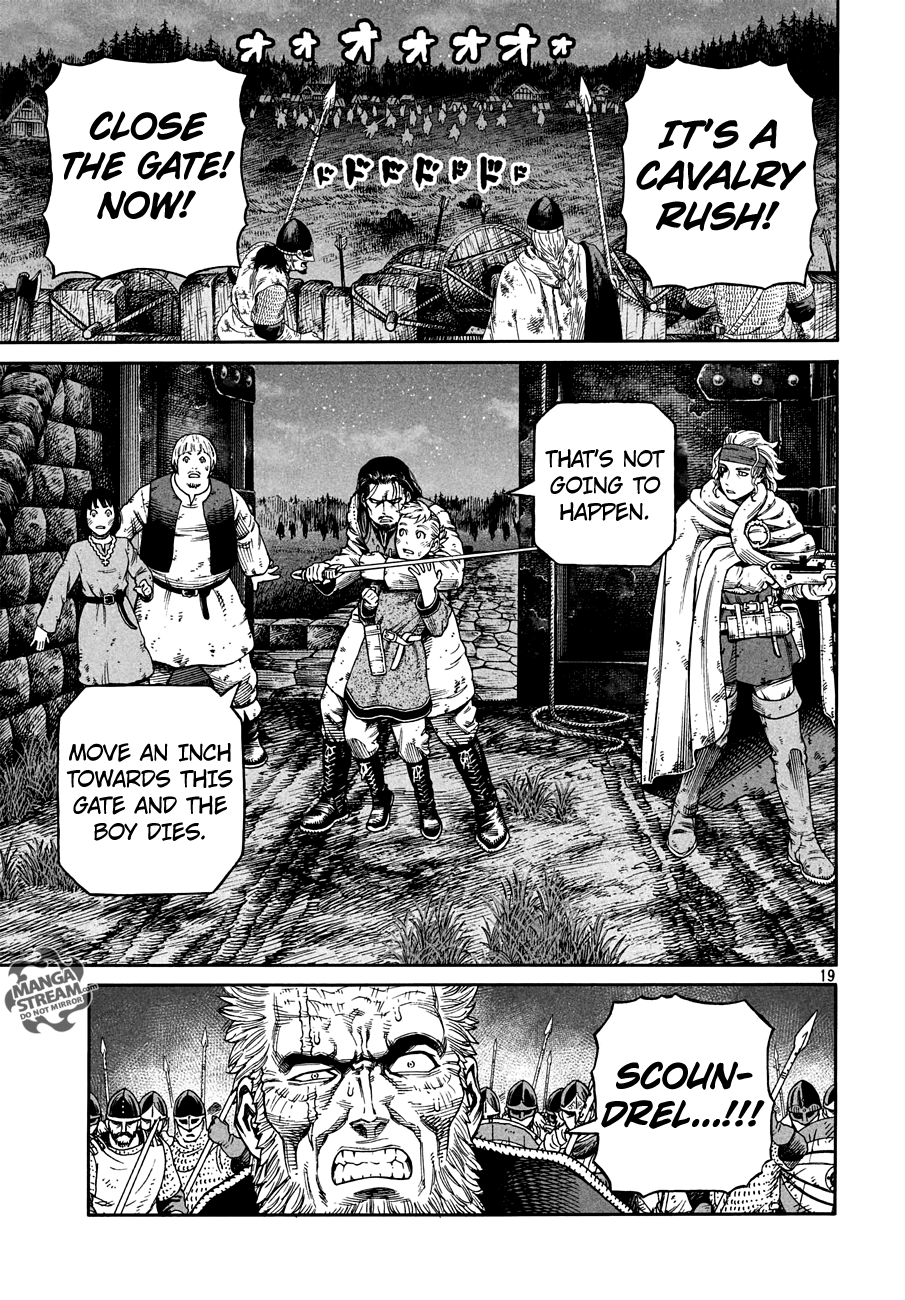 オオオオオオォ
IT'S A
CAVALRY
RUSH!
CLOSE
THE GATE!
NOW!
ドドドドドドド
THAT'S NOT
GOING TO
HAPPEN.
MOVE AN INCH
TOWARDS THIS
GATE AND THE
BOY DIES.
19
MANGA
STREAM.com
DO NOT MIRROR
SCOUN-
DREL...!!!